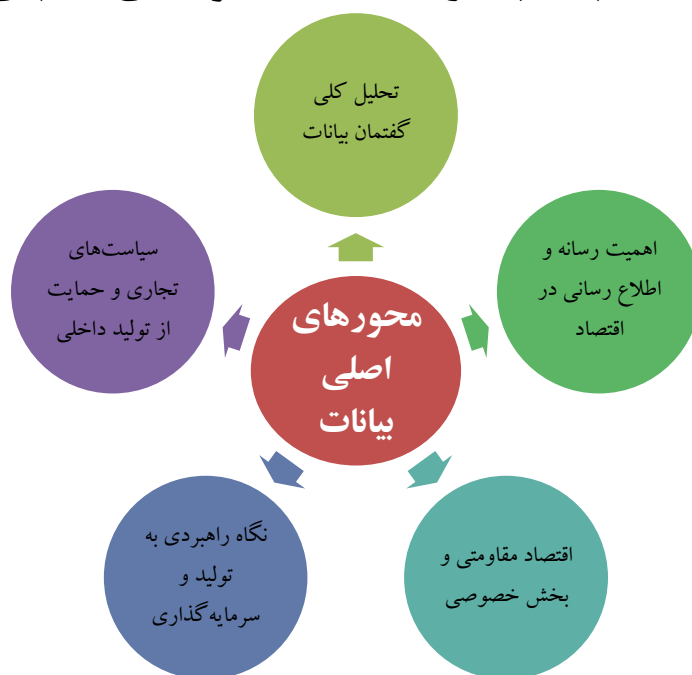 تحلیل کلی
گفتمان بیانات
اهمیت رسانه و
اطلاع رسانی در
اقتصاد
سیاست‌های
تجاری و حمایت
از تولید داخلی
محورهای
اصلی
بیانات
اقتصاد مقاومتی و
بخش خصوصی
نگاه راهبردی به
تولید و
سرمایه‌گذاری